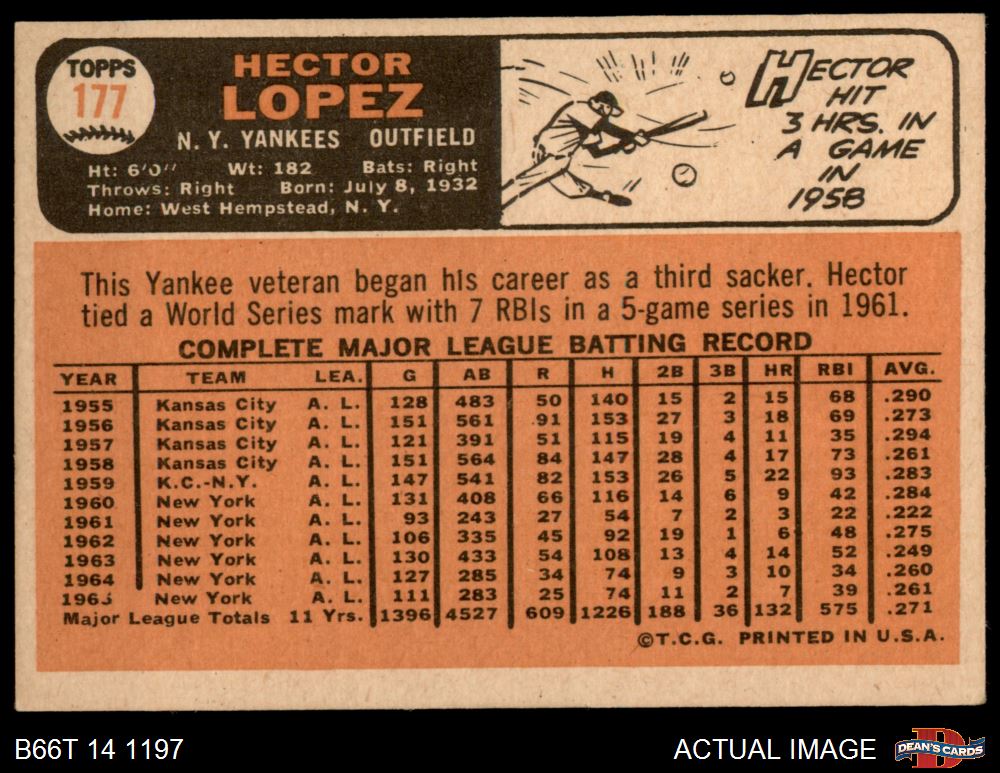 TOPPS
177
HECTOR
LOPEZ
N. Y. YANKEES OUTFIELD
Ht: 6'0" Wt: 182 Bats: Right
Throws: Right Born: July 8, 1932
Home: West Hempstead, N. Y.
HECTOR
HIT
3 HRS. IN
A GAME
IN
1958
This Yankee veteran began his career as a third sacker. Hector
tied a World Series mark with 7 RBIs in a 5-game series in 1961.
COMPLETE MAJOR LEAGUE BATTING RECORD
YEAR TEAM LEA. G AB R H 2B 3B HR RBI AVG.
1955 Kansas City A. L. 128 483 50 140 15 2 15 68 .290
1956 Kansas City A. L. 151 561 91 153 27 3 18 69 .273
1957 Kansas City A. L. 121 391 51 115 19 4 11 35 .294
1958 Kansas City A. L. 151 564 84 147 28 4 17 73 .261
1959 K.C.-N.Y. A. L. 147 541 82 153 26 5 22 93 .283
1960 New York A. L. 131 408 66 116 14 6 9 42 .284
1961 New York A. L. 93 243 27 54 7 2 3 22 .222
1962 New York A. L. 106 335 45 92 19 1 6 48 .275
1963 New York A. L. 130 433 54 108 13 4 14 52 .249
1964 New York A. L. 127 285 34 74 9 3 10 34 .260
1965 New York A. L. 111 283 25 74 11 2 7 39 .261
Major League Totals 11 Yrs. 1396 4527 609 1226 188 36 132 575 .271
©T.C.G. PRINTED IN U.S.A.
B66T 14 1197
ACTUAL IMAGE
D
DEAN'S CARDS